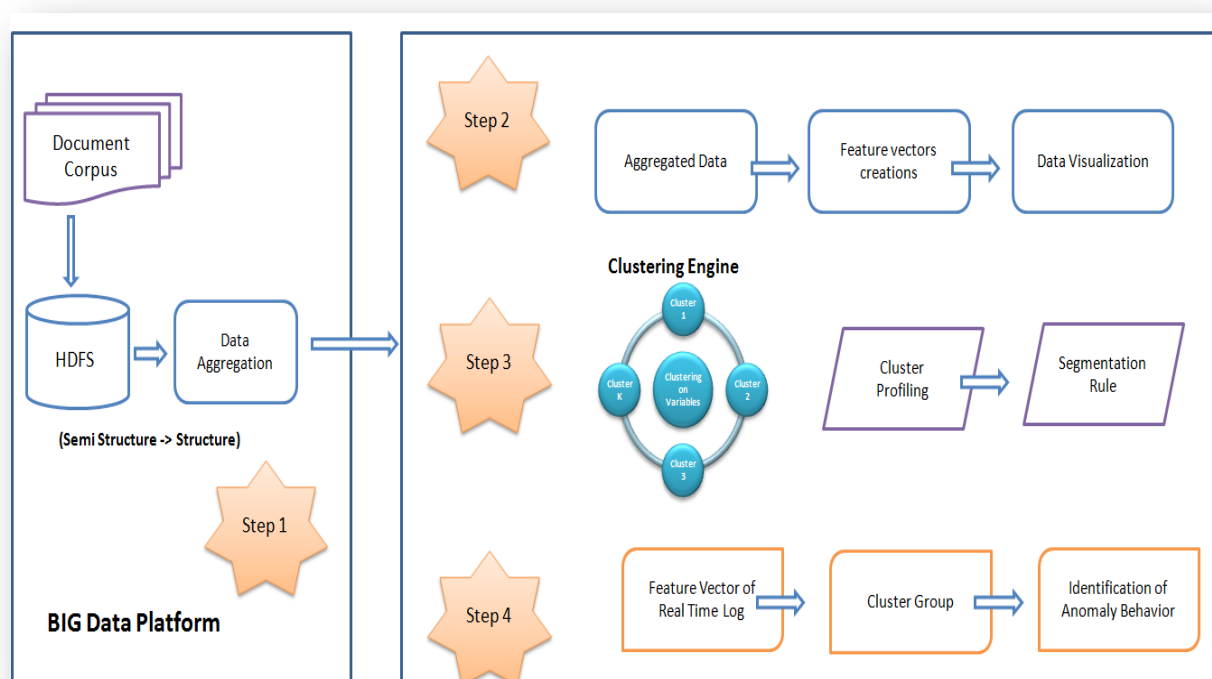 Document
Corpus
HDFS
Data
Aggregation
(Semi Structure -> Structure)
Step 1
BIG Data Platform
Step 2
Aggregated Data
Feature vectors
creations
Data Visualization
Clustering Engine
Step 3
Cluster
1
Cluster
K
Clustering
on
Variables
Cluster
2
Cluster
3
Cluster
Profiling
Segmentation
Rule
Step 4
Feature Vector of
Real Time Log
Cluster Group
Identification of
Anomaly Behavior